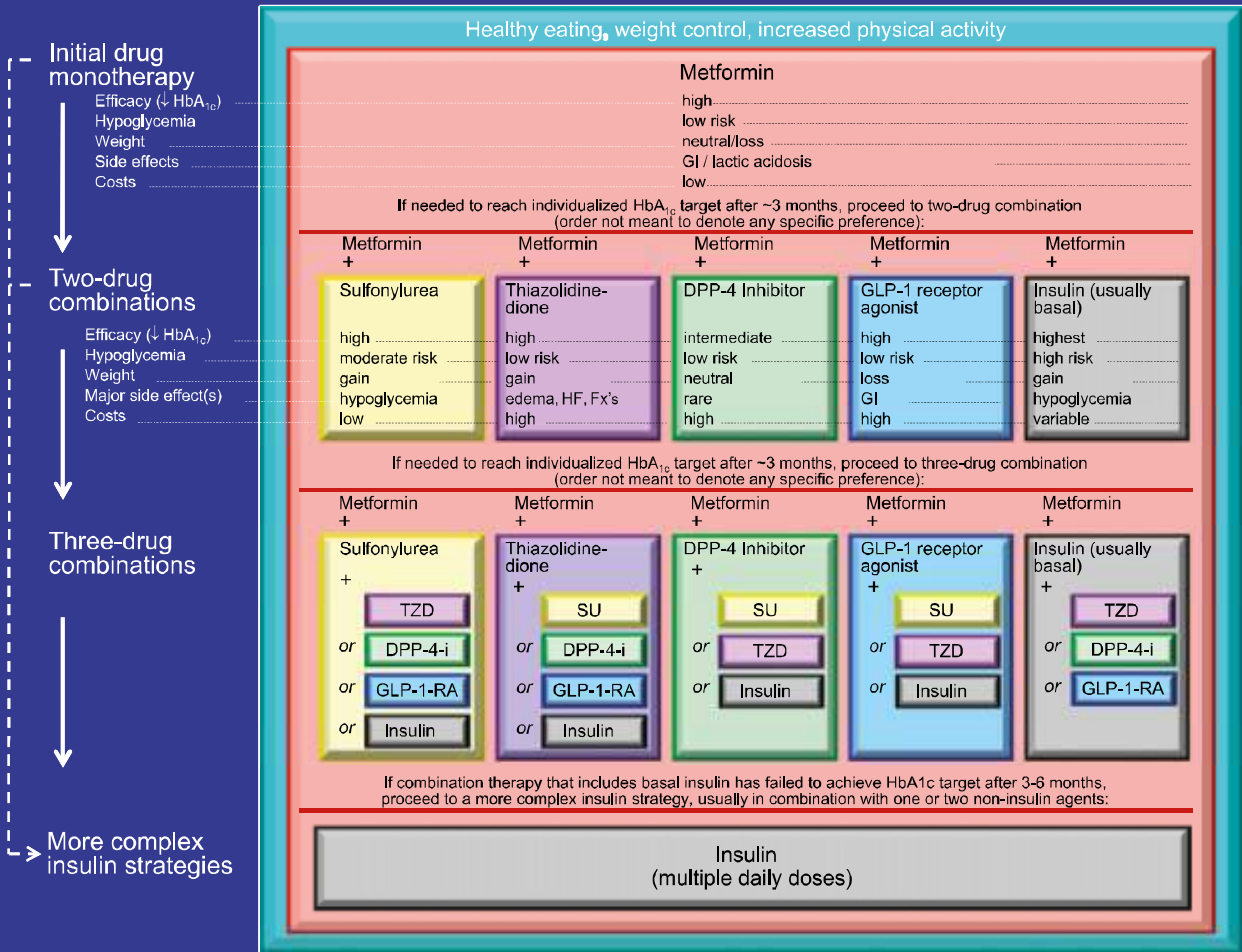 Healthy eating, weight control, increased physical activity
Initial drug
monotherapy
Metformin
Efficacy (↓ HbA1c) high
Hypoglycemia low risk
Weight neutral/loss
Side effects GI / lactic acidosis
Costs low
If needed to reach individualized HbA1c target after ~3 months, proceed to two-drug combination
(order not meant to denote any specific preference):
Two-drug
combinations
Metformin Metformin Metformin Metformin Metformin
+ + + + +
Sulfonylurea Thiazolidine- DPP-4 Inhibitor GLP-1 receptor Insulin (usually
dione agonist basal)
Efficacy (↓ HbA1c) high high intermediate high highest
Hypoglycemia moderate risk low risk low risk low risk high risk
Weight gain gain neutral loss gain
Major side effect(s) hypoglycemia edema, HF, Fx's rare GI hypoglycemia
Costs low high high high variable
If needed to reach individualized HbA1c target after ~3 months, proceed to three-drug combination
(order not meant to denote any specific preference):
Three-drug
combinations
Metformin Metformin Metformin Metformin Metformin
+ + + + +
Sulfonylurea Thiazolidine- DPP-4 Inhibitor GLP-1 receptor Insulin (usually
dione agonist basal)
+ + + + +
TZD SU SU SU TZD
or DPP-4-i or DPP-4-i or TZD or TZD or DPP-4-i
or GLP-1-RA or GLP-1-RA or Insulin or Insulin or GLP-1-RA
or Insulin or Insulin
If combination therapy that includes basal insulin has failed to achieve HbA1c target after 3-6 months,
proceed to a more complex insulin strategy, usually in combination with one or two non-insulin agents:
More complex
insulin strategies
Insulin
(multiple daily doses)